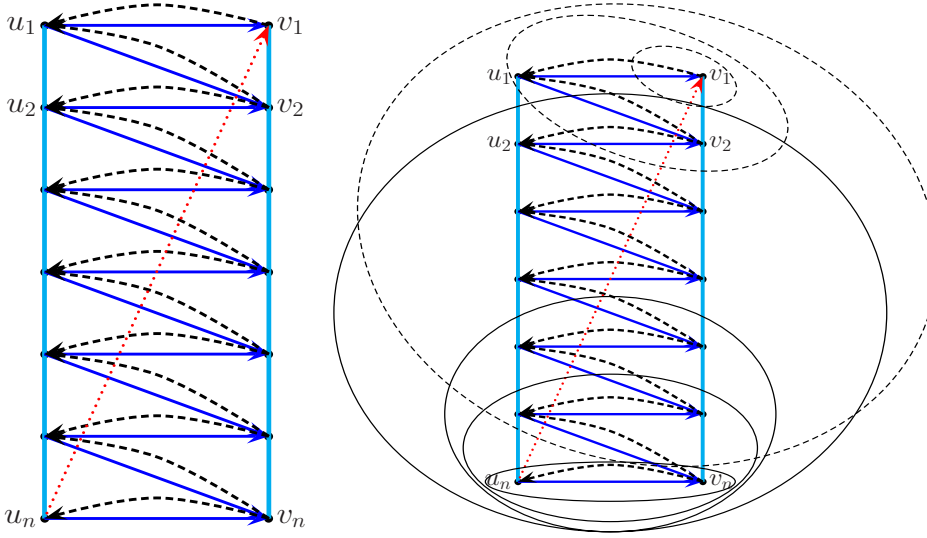 u₁ v₁
u₂ v₂
uₙ vₙ
u₁ v₁
u₂ v₂
uₙ vₙ